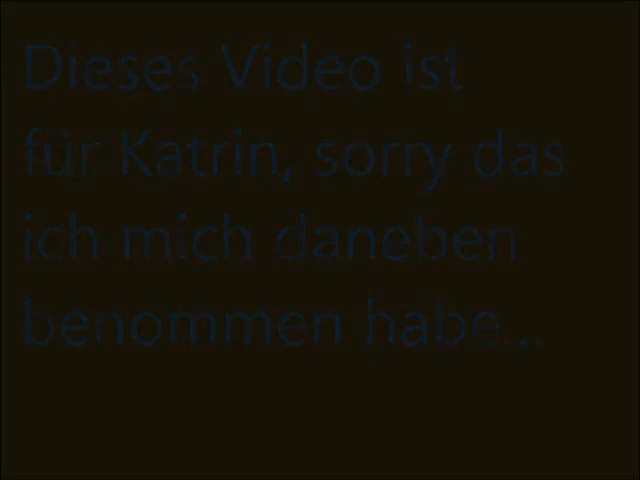 Dieses Video ist
für Katrin, sorry das
ich mich daneben
benommen habe...